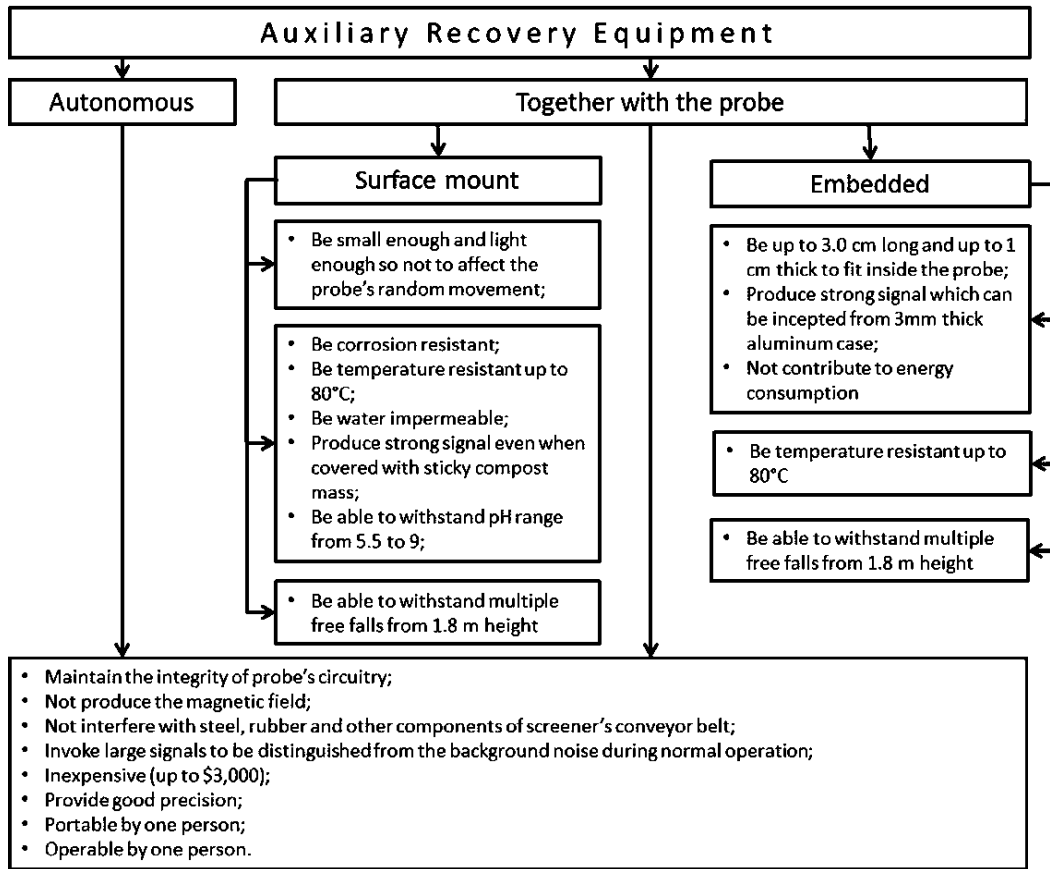 Auxiliary Recovery Equipment
Autonomous
Together with the probe
Surface mount
• Be small enough and light
enough so not to affect the
probe's random movement;
• Be corrosion resistant;
• Be temperature resistant up to
80°C;
• Be water impermeable;
• Produce strong signal even when
covered with sticky compost
mass;
• Be able to withstand pH range
from 5.5 to 9;
• Be able to withstand multiple
free falls from 1.8 m height
Embedded
• Be up to 3.0 cm long and up to 1
cm thick to fit inside the probe;
• Produce strong signal which can
be incepted from 3mm thick
aluminum case;
• Not contribute to energy
consumption
• Be temperature resistant up to
80°C
• Be able to withstand multiple
free falls from 1.8 m height
• Maintain the integrity of probe's circuitry;
• Not produce the magnetic field;
• Not interfere with steel, rubber and other components of screener's conveyor belt;
• Invoke large signals to be distinguished from the background noise during normal operation;
• Inexpensive (up to $3,000);
• Provide good precision;
• Portable by one person;
• Operable by one person.